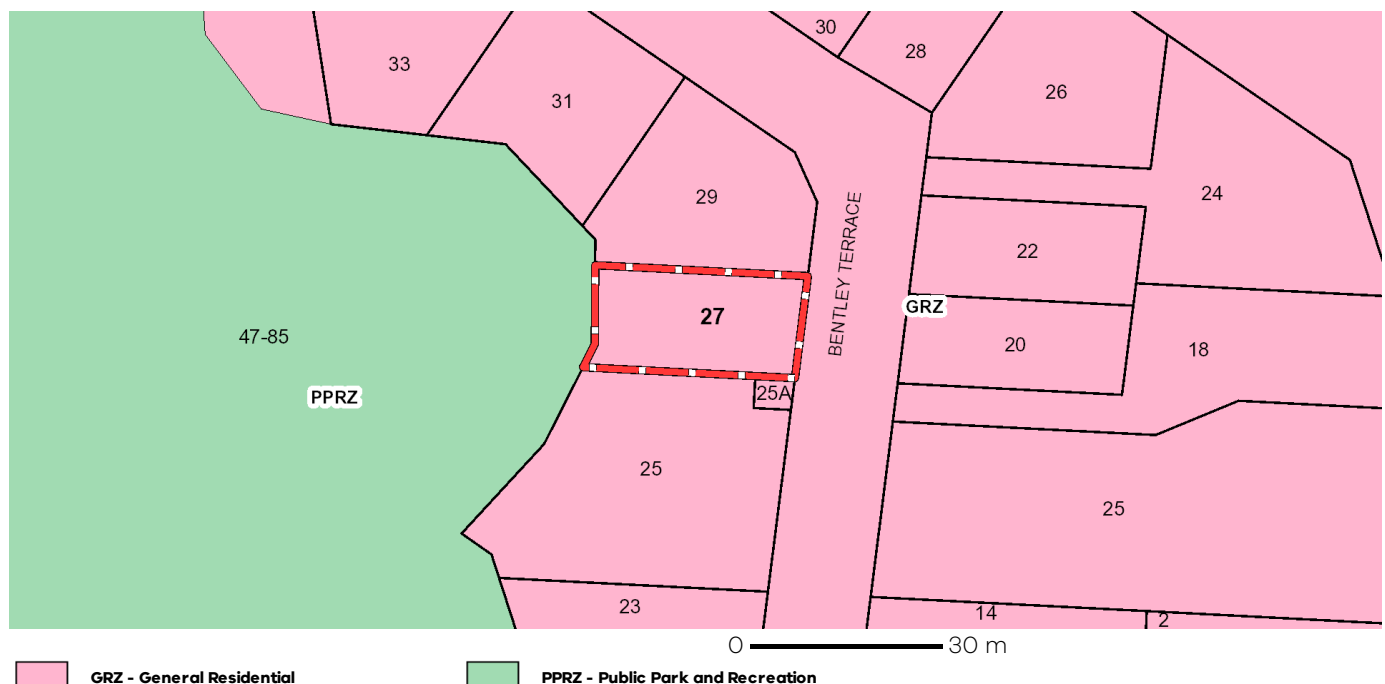 30
28
33
26
31
24
29
22
BENTLEY TERRACE
GRZ
27
47-85
20
18
PPRZ
25A
25
25
23
14
2
0 30 m
GRZ - General Residential
PPRZ - Public Park and Recreation